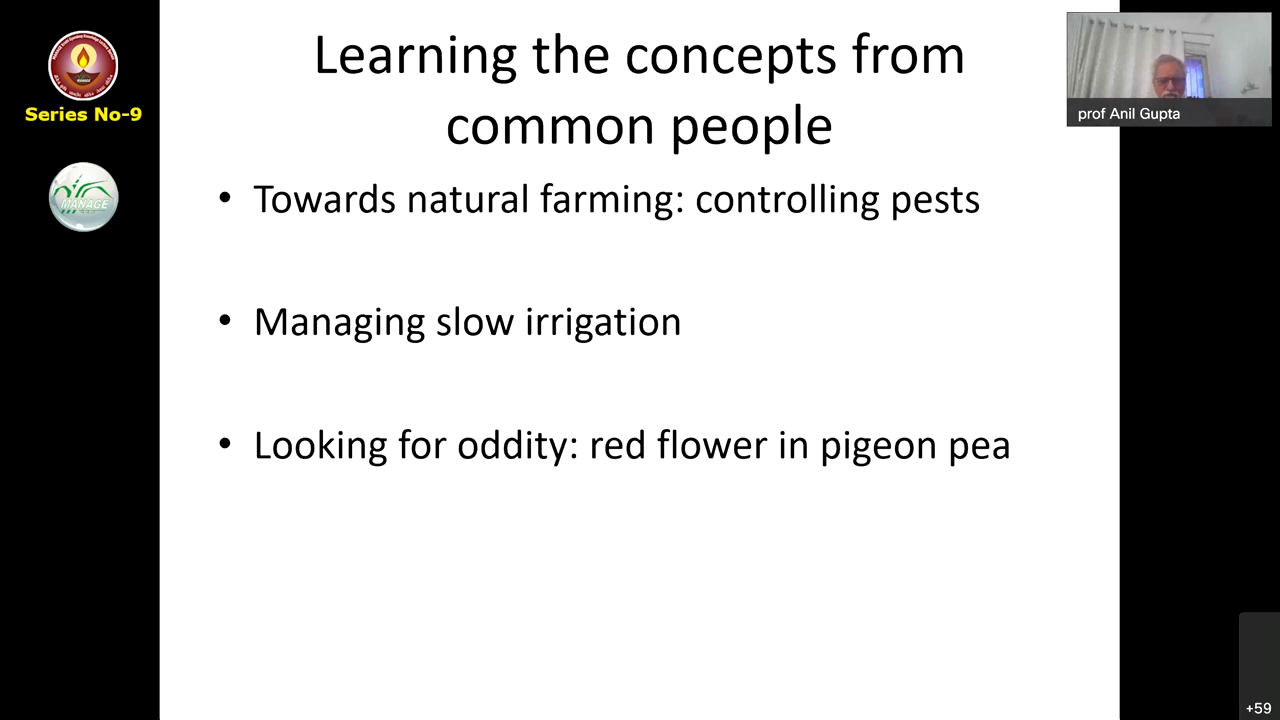 Learning the concepts from
common people
Series No-9
MANAGE
prof Anil Gupta
• Towards natural farming: controlling pests
• Managing slow irrigation
• Looking for oddity: red flower in pigeon pea
+59